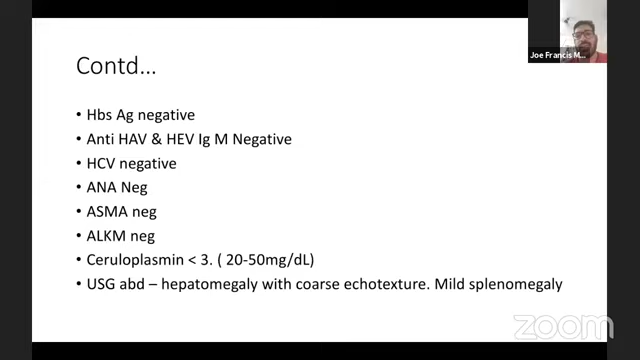 Joe Francis M...
Contd...
• Hbs Ag negative
• Anti HAV & HEV Ig M Negative
• HCV negative
• ANA Neg
• ASMA neg
• ALKM neg
• Ceruloplasmin < 3. ( 20-50mg/dL)
• USG abd – hepatomegaly with coarse echotexture. Mild splenomegaly
zoom